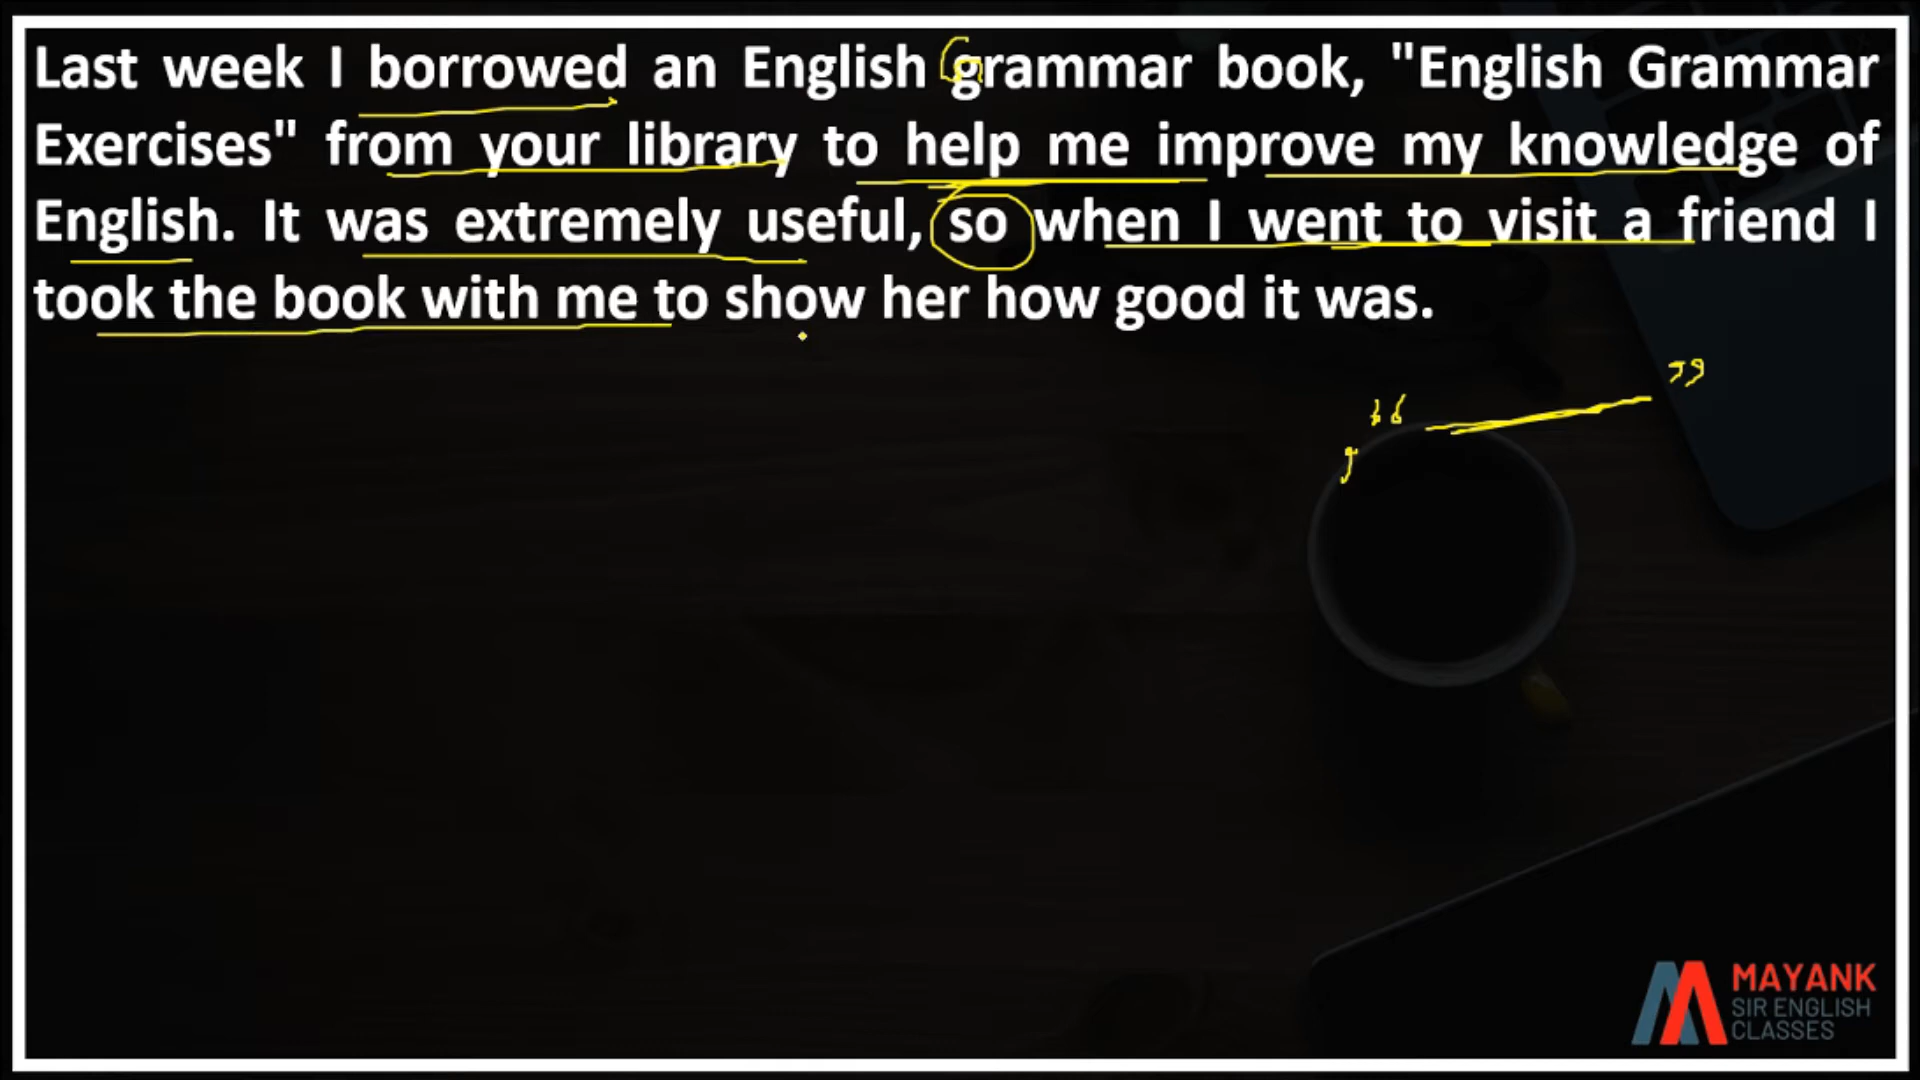 Last week I borrowed an English grammar book, "English Grammar
Exercises" from your library to help me improve my knowledge of
English. It was extremely useful, so when I went to visit a friend I
took the book with me to show her how good it was.
, “ ”
MAYANK
SIR ENGLISH
CLASSES